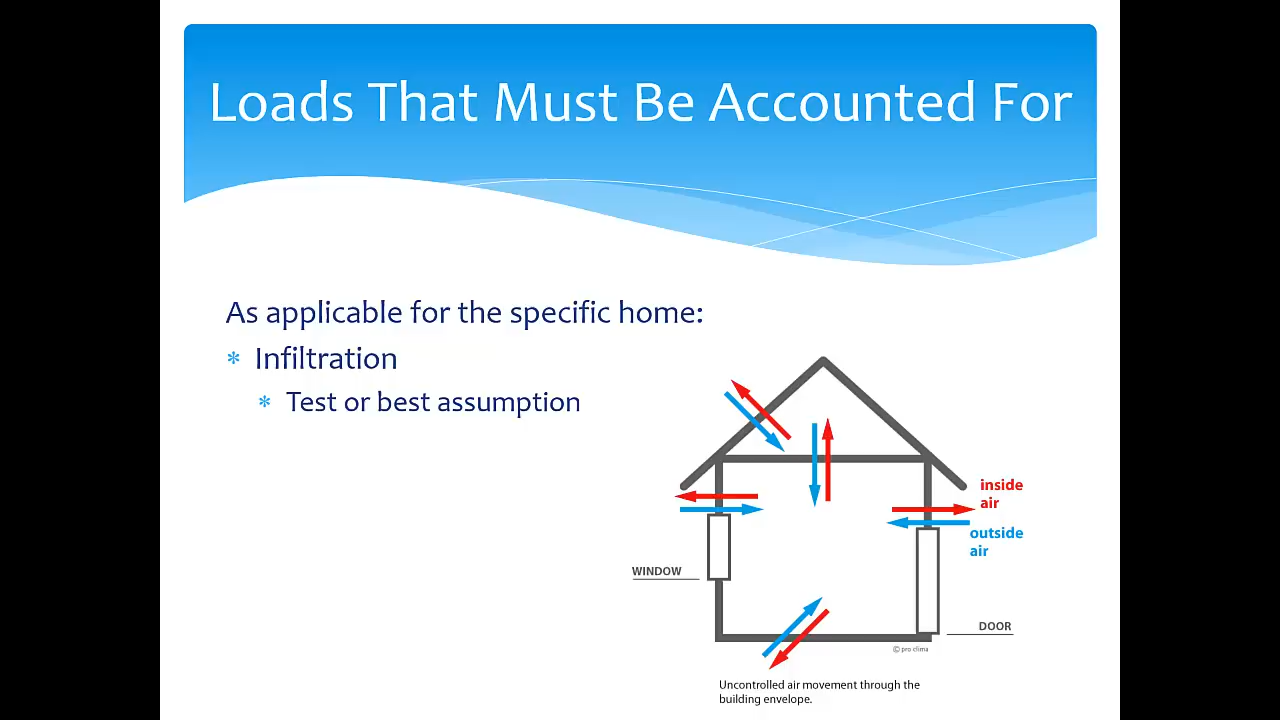 Loads That Must Be Accounted For
As applicable for the specific home:
* Infiltration
* Test or best assumption
inside
air
outside
air
WINDOW
DOOR
© pro clima
Uncontrolled air movement through the
building envelope.